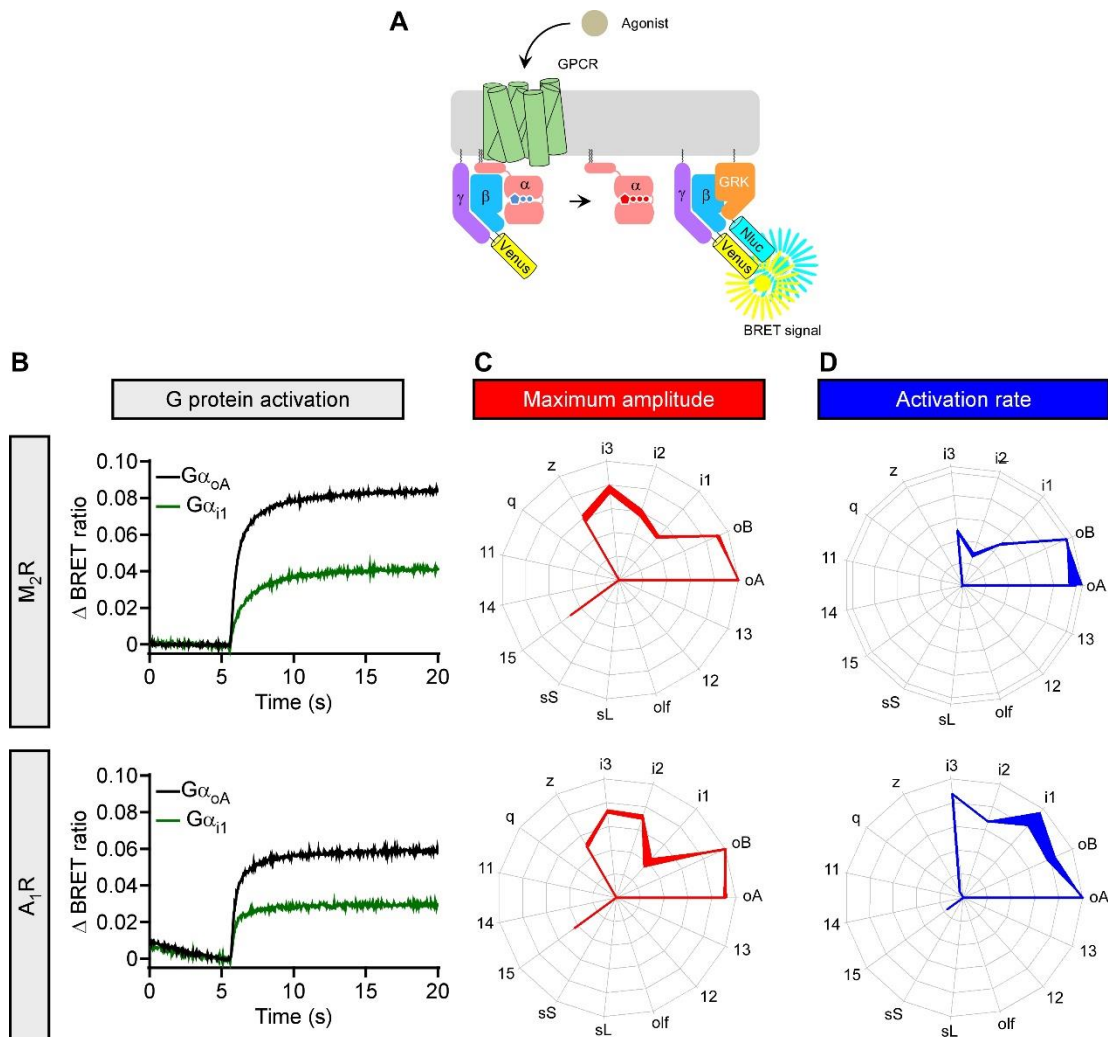 A
Agonist
GPCR
γ
β
α
α
γ
β
GRK
Venus
Venus
Nluc
BRET signal
B
C
D
G protein activation
Maximum amplitude
Activation rate
M2R
Δ BRET ratio
0.10
0.08
0.06
0.04
0.02
0
GαoA
Gαi1
0
5
10
15
20
Time (s)
i3
i2
i1
oB
oA
13
12
olf
sL
sS
15
14
11
q
z
i3
i2
i1
oB
oA
13
12
olf
sL
sS
15
14
11
q
z
A1R
Δ BRET ratio
0.10
0.08
0.06
0.04
0.02
0
GαoA
Gαi1
0
5
10
15
20
Time (s)
i3
i2
i1
oB
oA
13
12
olf
sL
sS
15
14
11
q
z
i3
i2
i1
oB
oA
13
12
olf
sL
sS
15
14
11
q
z